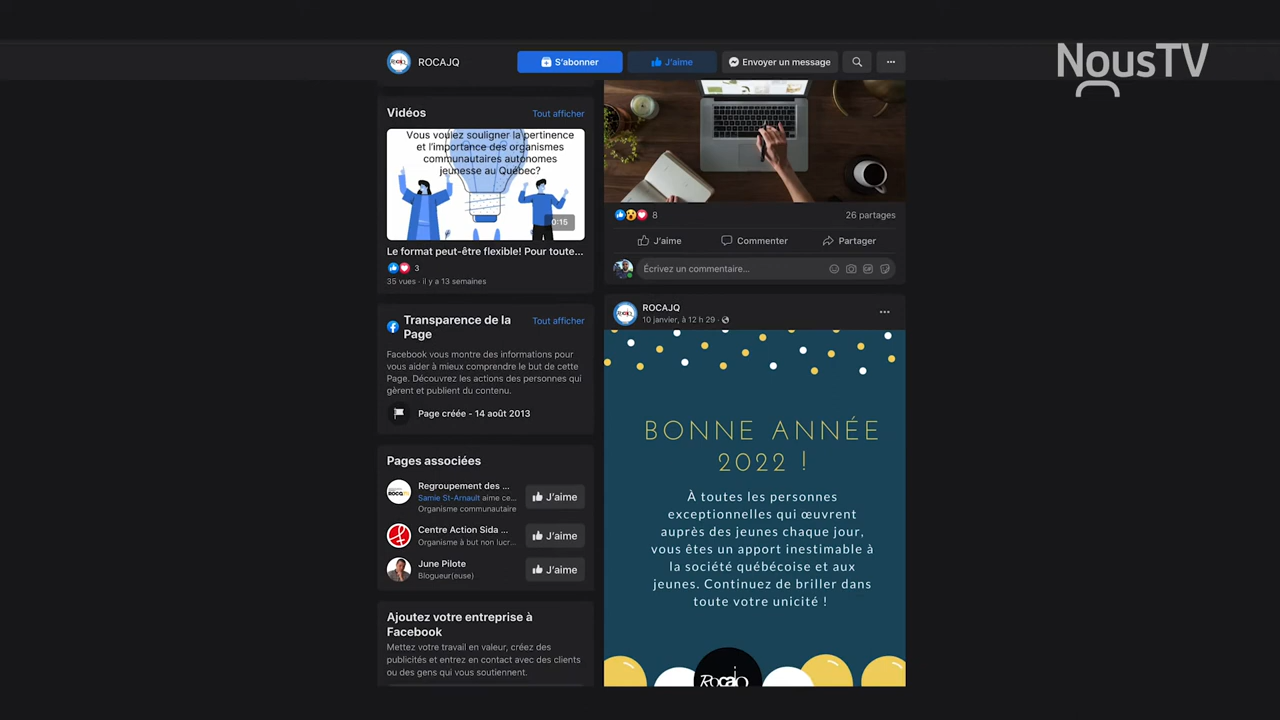 ROCAJQ
S'abonner
J'aime
Envoyer un message
NousTV
Vidéos
Tout afficher
Vous voulez souligner la pertinence
et l'importance des organismes
communautaires autonomes
jeunesse au Québec?
0:15
Le format peut-être flexible! Pour toute...
3
35 vues · il y a 13 semaines
Transparence de la
Page
Tout afficher
Facebook vous montre des informations pour
vous aider à mieux comprendre le but de cette
Page. Découvrez les actions des personnes qui
gèrent et publient du contenu.
Page créée - 14 août 2013
Pages associées
Regroupement des ...
Samie St-Arnault aime ce...
Organisme communautaire
J'aime
Centre Action Sida ...
Organisme à but non lucr...
J'aime
June Pilote
Blogueur(euse)
J'aime
Ajoutez votre entreprise à
Facebook
Mettez votre travail en valeur, créez des
publicités et entrez en contact avec des clients
ou des gens qui vous soutiennent.
8
26 partages
J'aime
Commenter
Partager
Écrivez un commentaire...
ROCAJQ
10 janvier, à 12 h 29 ·
BONNE ANNÉE
2022 !
À toutes les personnes
exceptionnelles qui œuvrent
auprès des jeunes chaque jour,
vous êtes un apport inestimable à
la société québécoise et aux
jeunes. Continuez de briller dans
toute votre unicité !
Rocajq